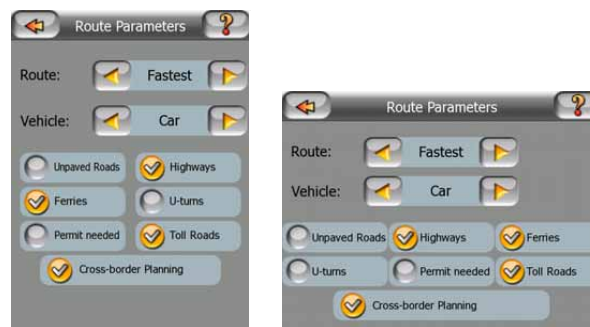 Route Parameters
Route: Fastest
Vehicle: Car
Unpaved Roads Highways
Ferries U-turns
Permit needed Toll Roads
Cross-border Planning
Route Parameters
Route: Fastest
Vehicle: Car
Unpaved Roads Highways Ferries
U-turns Permit needed Toll Roads
Cross-border Planning